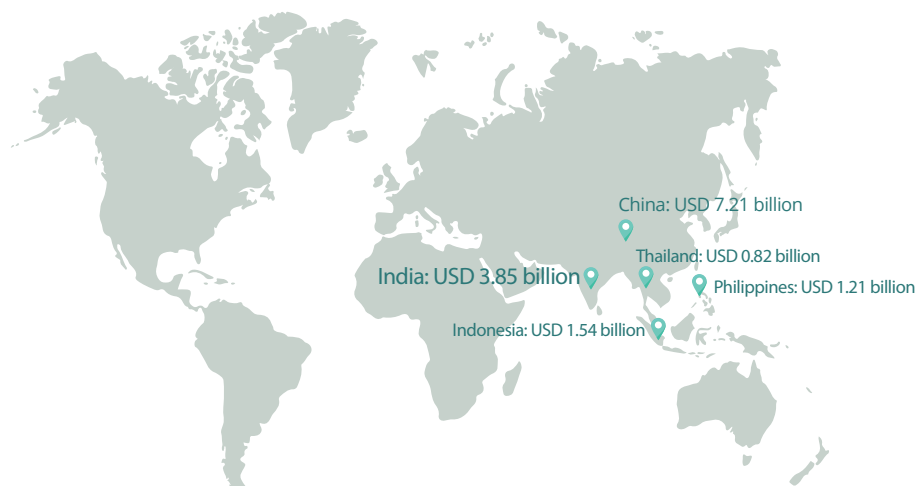 China: USD 7.21 billion
Thailand: USD 0.82 billion
India: USD 3.85 billion
Philippines: USD 1.21 billion
Indonesia: USD 1.54 billion